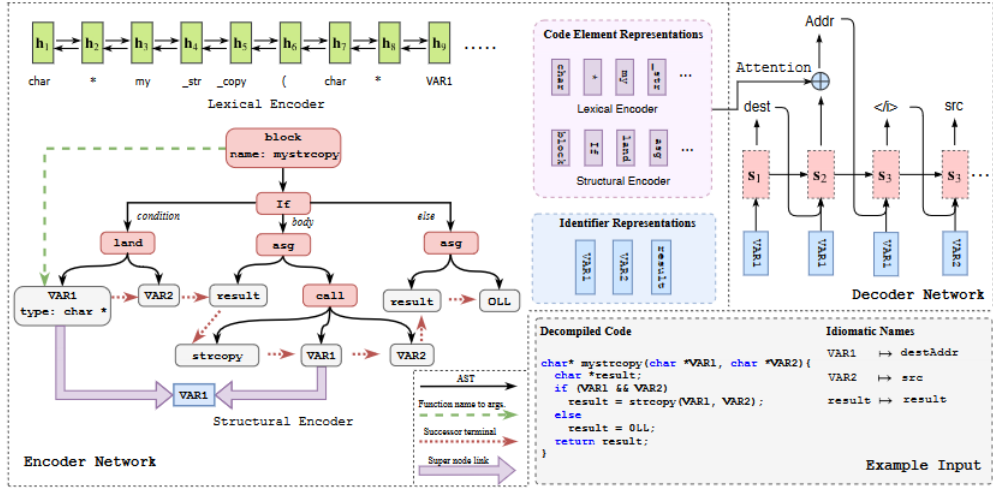 h1 h2 h3 h4 h5 h6 h7 h8 h9 .....
char * my _str _copy ( char * VAR1
Lexical Encoder
block
name: mystrcopy
If
condition body else
land asg asg
VAR1
type: char *
VAR2 result call result OLL
strcopy VAR1 VAR2
VAR1
Structural Encoder
Encoder Network
AST
Function name to args.
Successor terminal
Super node link
Code Element Representations
char * my _str ...
Lexical Encoder
block If land asg ...
Structural Encoder
Identifier Representations
VAR1 VAR2 result
Addr
Attention
dest </i> src
S1 S2 S3 S3 ...
VAR1 VAR1 VAR1 VAR2
Decoder Network
Decompiled Code
char* mystrcopy(char *VAR1, char *VAR2){
char *result;
if (VAR1 && VAR2)
result = strcopy(VAR1, VAR2);
else
result = 0LL;
return result;
}
Idiomatic Names
VAR1 ↦ destAddr
VAR2 ↦ src
result ↦ result
Example Input